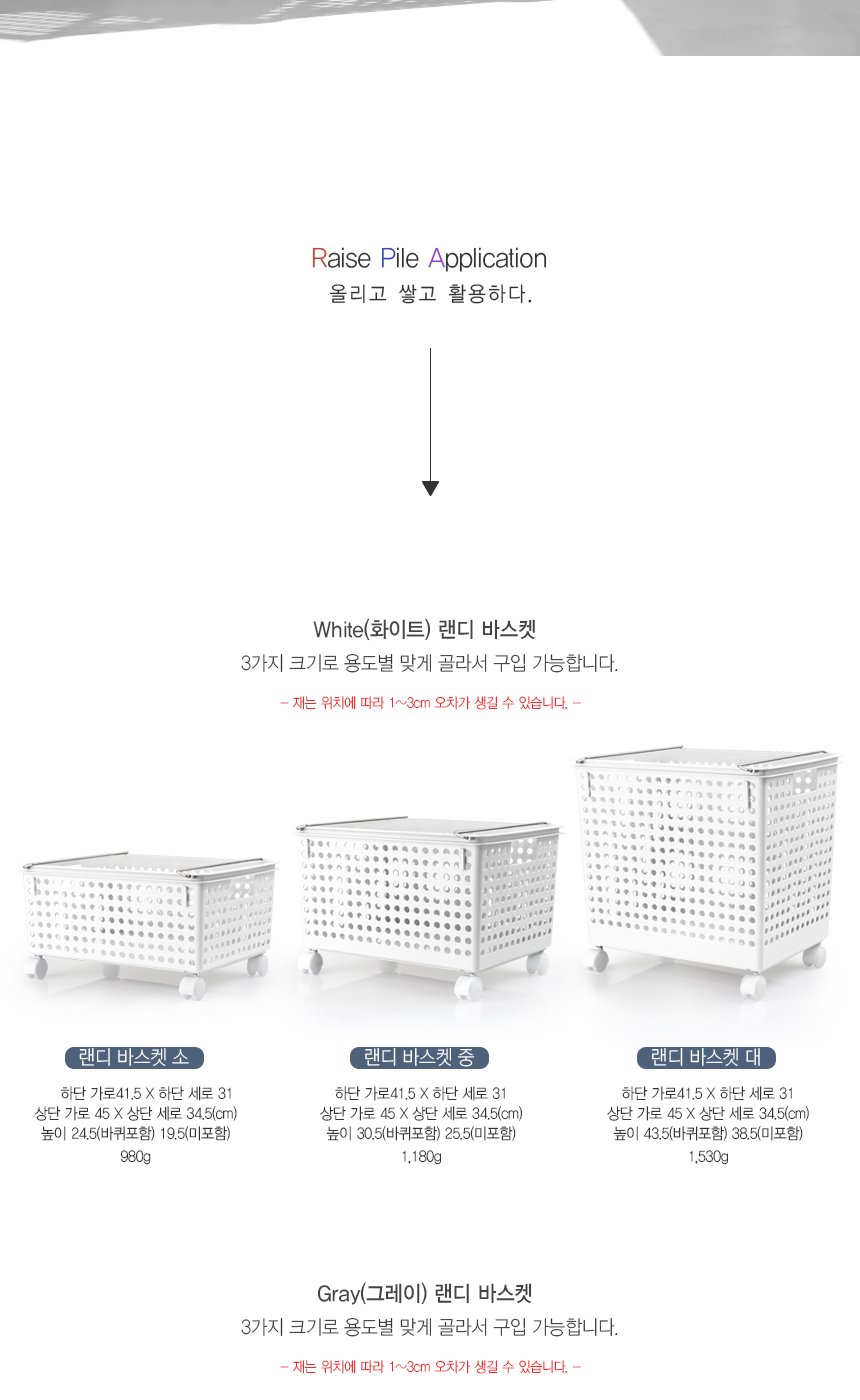 Raise Pile Application
올리고 쌓고 활용하다.
White(화이트) 랜디 바스켓
3가지 크기로 용도별 맞게 골라서 구입 가능합니다.
- 재는 위치에 따라 1~3cm 오차가 생길 수 있습니다. -
랜디 바스켓 소
하단 가로41.5 X 하단 세로 31
상단 가로 45 X 상단 세로 34.5(cm)
높이 24.5(바퀴포함) 19.5(미포함)
980g
랜디 바스켓 중
하단 가로41.5 X 하단 세로 31
상단 가로 45 X 상단 세로 34.5(cm)
높이 30.5(바퀴포함) 25.5(미포함)
1,180g
랜디 바스켓 대
하단 가로41.5 X 하단 세로 31
상단 가로 45 X 상단 세로 34.5(cm)
높이 43.5(바퀴포함) 38.5(미포함)
1,530g
Gray(그레이) 랜디 바스켓
3가지 크기로 용도별 맞게 골라서 구입 가능합니다.
- 재는 위치에 따라 1~3cm 오차가 생길 수 있습니다. -